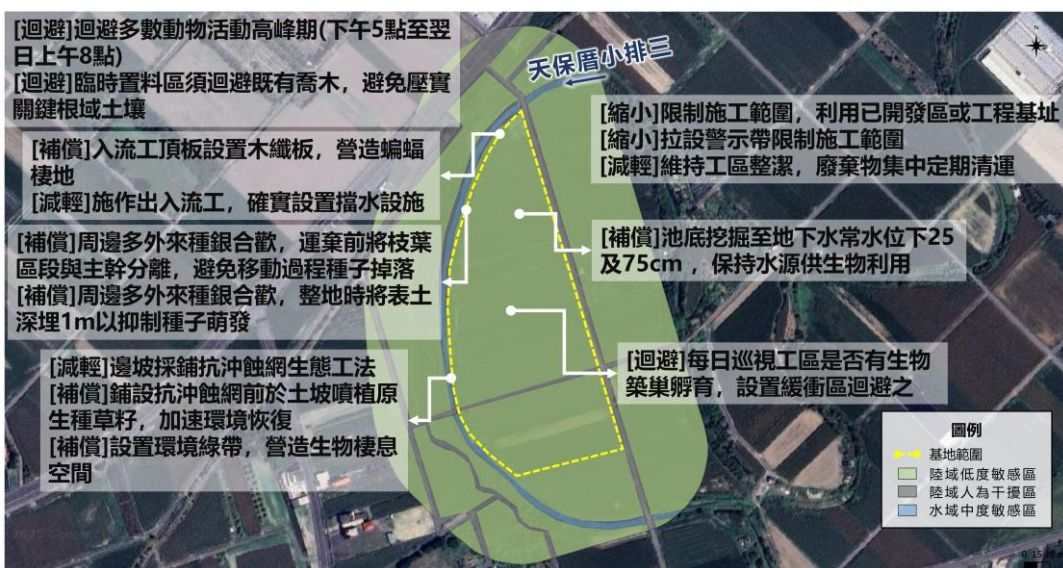 [迴避]迴避多數動物活動高峰期(下午5點至翌
日上午8點)
[迴避]臨時置料區須迴避既有喬木，避免壓實
關鍵根域土壤
天保厝小排三
[縮小]限制施工範圍，利用已開發區或工程基址
[縮小]拉設警示帶限制施工範圍
[減輕]維持工區整潔，廢棄物集中定期清運
[補償]入流工頂板設置木纖板，營造蝙蝠
棲地
[減輕]施作出入流工，確實設置擋水設施
[補償]周邊多外來種銀合歡，運棄前將枝葉
區段與主幹分離，避免移動過程種子掉落
[補償]周邊多外來種銀合歡，整地時將表土
深埋1m以抑制種子萌發
[補償]池底挖掘至地下水常水位下25
及75cm ，保持水源供生物利用
[減輕]邊坡採鋪抗沖蝕網生態工法
[補償]鋪設抗沖蝕網前於土坡噴植原
生種草籽，加速環境恢復
[補償]設置環境綠帶，營造生物棲息
空間
[迴避]每日巡視工區是否有生物
築巢孵育，設置緩衝區迴避之
圖例
基地範圍
陸域低度敏感區
陸域人為干擾區
水域中度敏感區